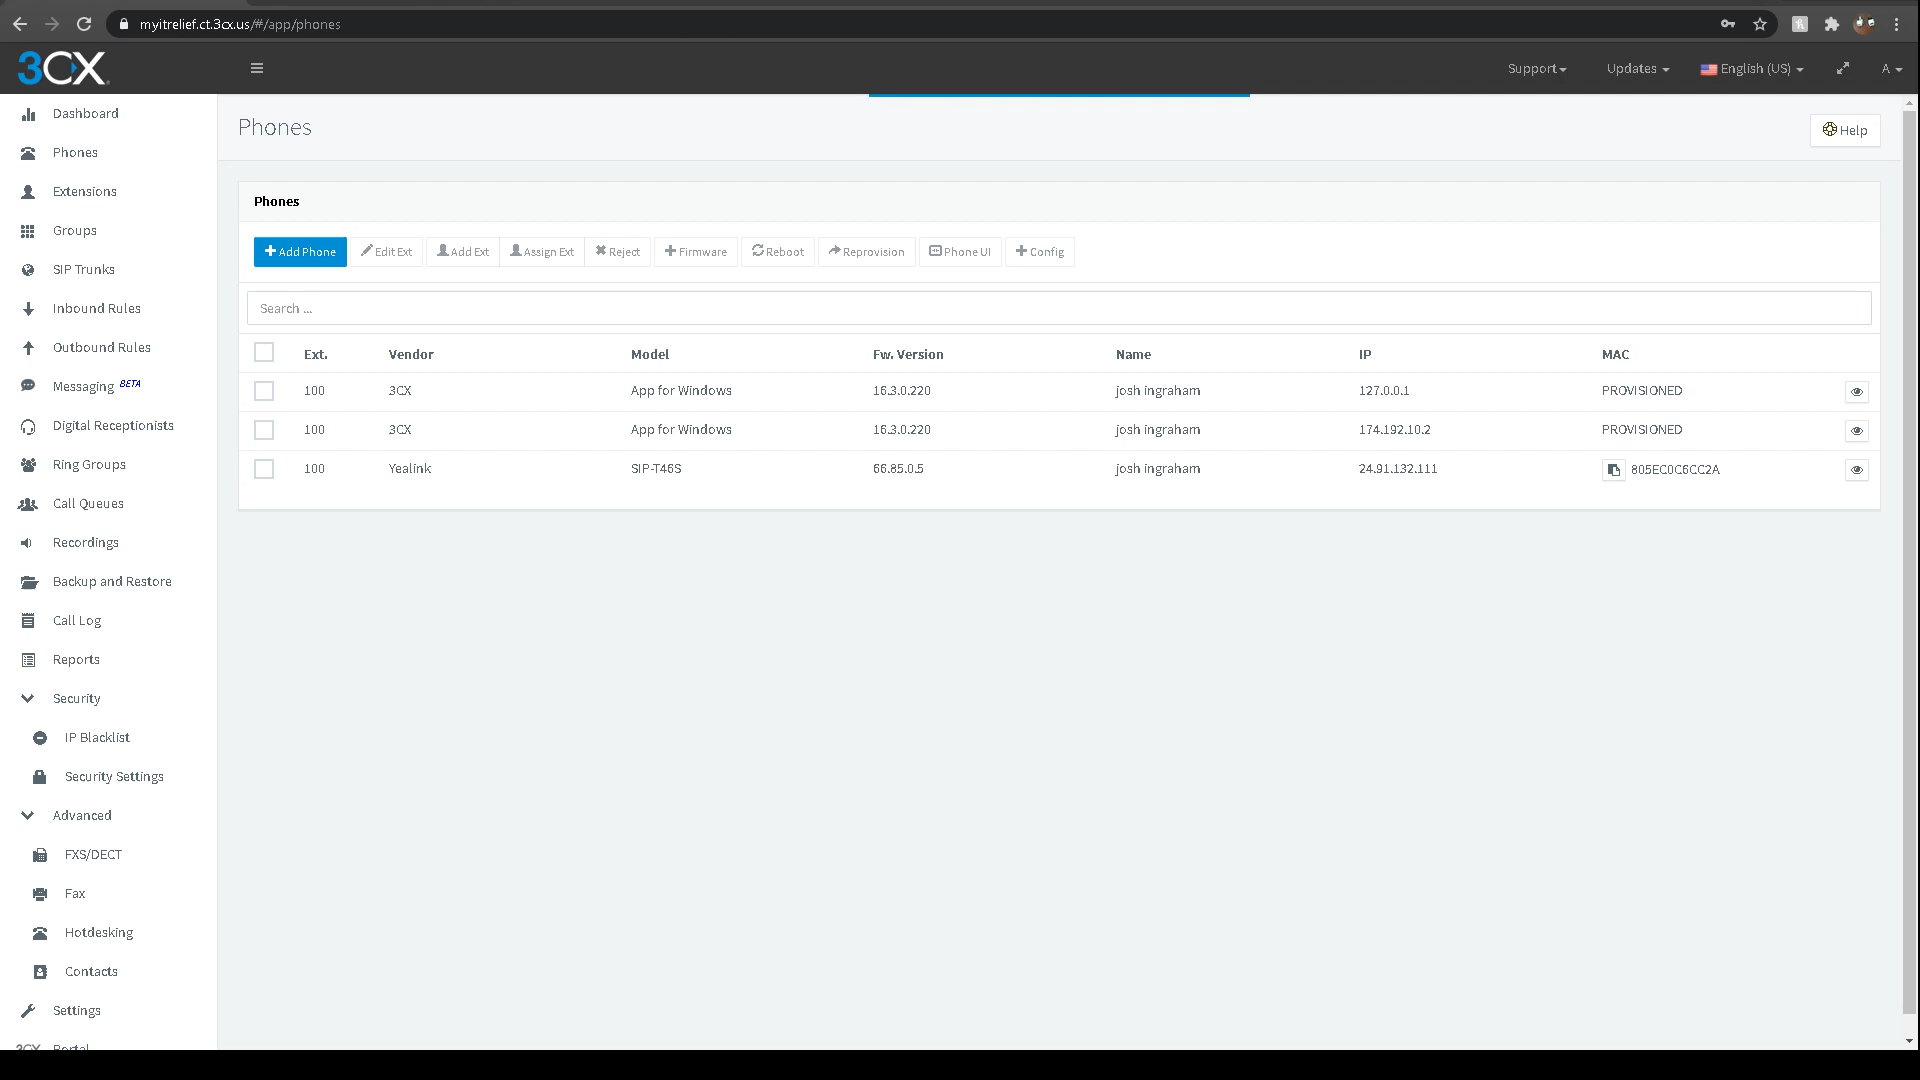 myitrelief.ct.3cx.us/#/app/phones
3CX
Support
Updates
English (US)
A
Dashboard
Phones
Extensions
Groups
SIP Trunks
Inbound Rules
Outbound Rules
Messaging BETA
Digital Receptionists
Ring Groups
Call Queues
Recordings
Backup and Restore
Call Log
Reports
Security
IP Blacklist
Security Settings
Advanced
FXS/DECT
Fax
Hotdesking
Contacts
Settings
3CX Portal
Phones
Help
Phones
Add Phone Edit Ext Add Ext Assign Ext Reject Firmware Reboot Reprovision Phone UI Config
Search ...
Ext. Vendor Model Fw. Version Name IP MAC
100 3CX App for Windows 16.3.0.220 josh ingraham 127.0.0.1 PROVISIONED
100 3CX App for Windows 16.3.0.220 josh ingraham 174.192.10.2 PROVISIONED
100 Yealink SIP-T46S 66.85.0.5 josh ingraham 24.91.132.111 805EC0C6CC2A